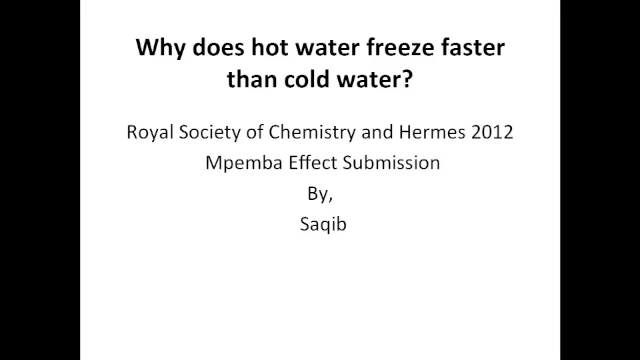 Why does hot water freeze faster
than cold water?
Royal Society of Chemistry and Hermes 2012
Mpemba Effect Submission
By,
Saqib